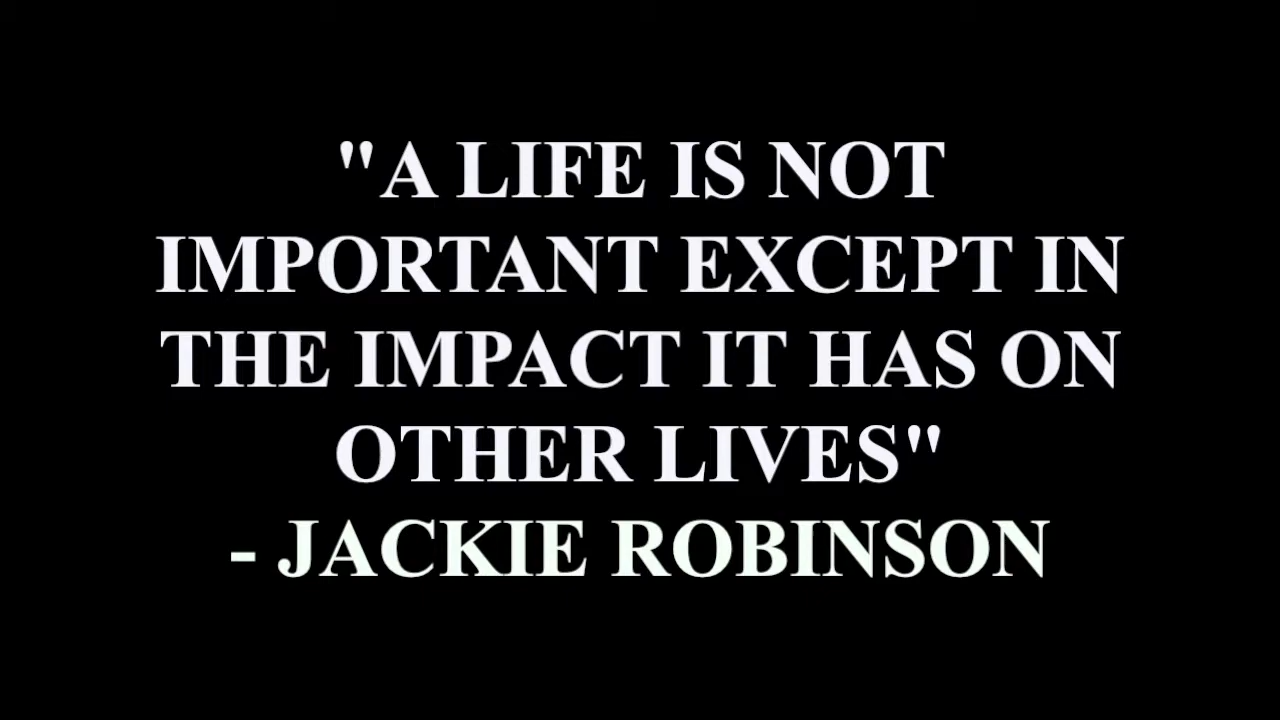 "A LIFE IS NOT
IMPORTANT EXCEPT IN
THE IMPACT IT HAS ON
OTHER LIVES"
- JACKIE ROBINSON